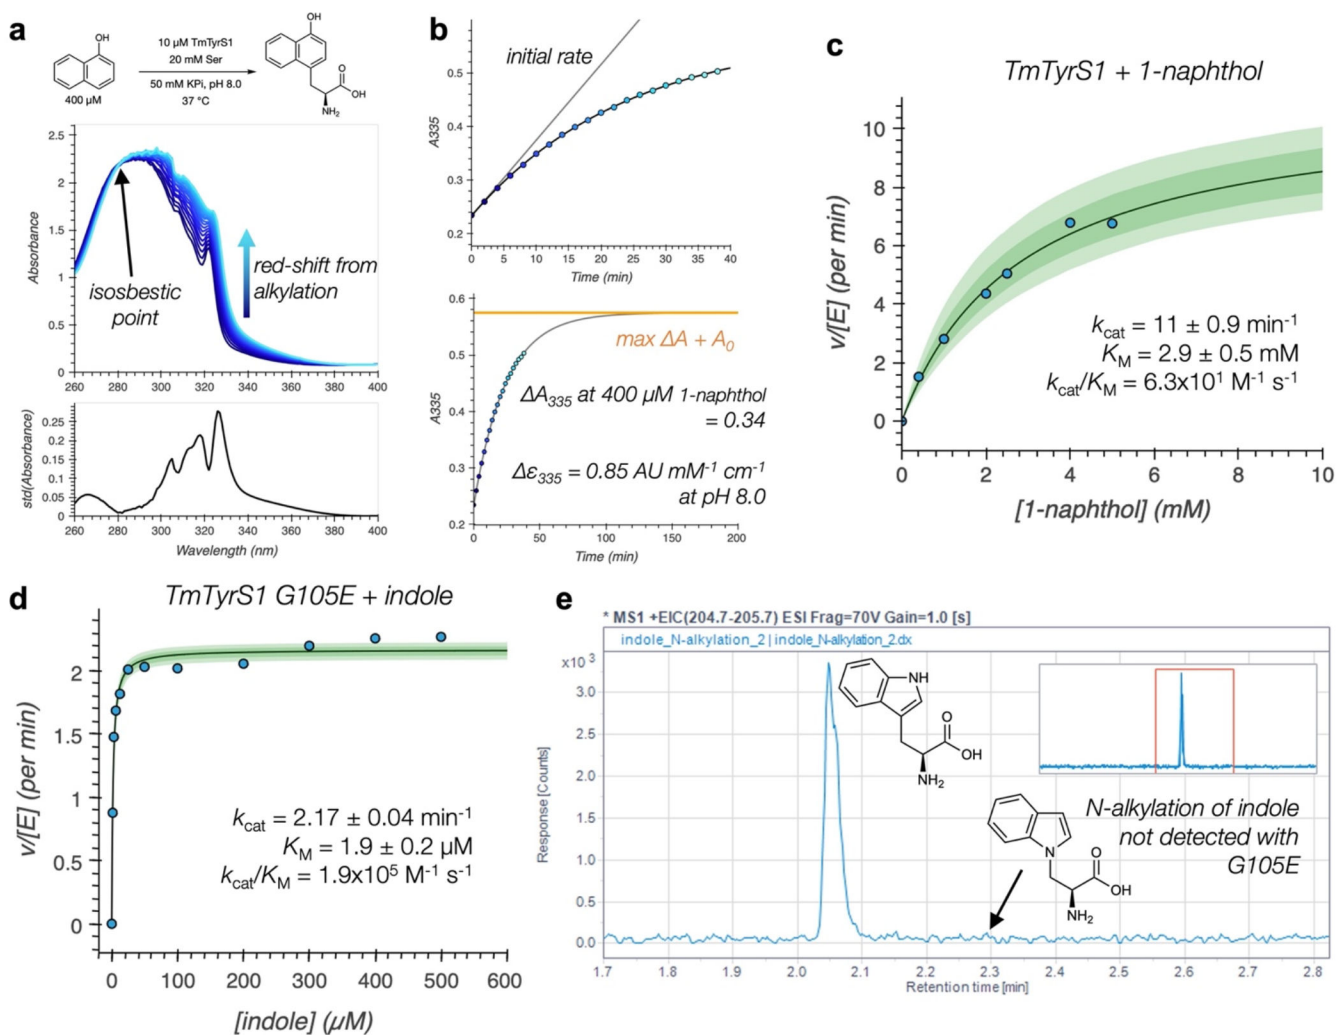 a
OH
400 µM
10 µM TmTyrS1
20 mM Ser
50 mM KPi, pH 8.0
37 °C
OH
O
OH
NH₂
Absorbance
2.5
2
1.5
1
0.5
0
isosbestic
point
red-shift from
alkylation
260 280 300 320 340 360 380 400
std(Absorbance)
0.25
0.2
0.15
0.1
0.05
0
260 280 300 320 340 360 380 400
Wavelength (nm)
b
initial rate
A335
0.5
0.4
0.3
0.2
0 5 10 15 20 25 30 35 40
Time (min)
A335
0.6
0.5
0.4
0.3
0.2
max ΔA + A₀
ΔA₃₃₅ at 400 µM 1-naphthol
= 0.34
Δε₃₃₅ = 0.85 AU mM⁻¹ cm⁻¹
at pH 8.0
0 50 100 150 200
Time (min)
c
TmTyrS1 + 1-naphthol
v/[E] (per min)
10
8
6
4
2
0
k_cat = 11 ± 0.9 min⁻¹
K_M = 2.9 ± 0.5 mM
k_cat/K_M = 6.3x10¹ M⁻¹ s⁻¹
0 2 4 6 8 10
[1-naphthol] (mM)
d
TmTyrS1 G105E + indole
v/[E] (per min)
2
1.5
1
0.5
0
k_cat = 2.17 ± 0.04 min⁻¹
K_M = 1.9 ± 0.2 µM
k_cat/K_M = 1.9x10⁵ M⁻¹ s⁻¹
0 100 200 300 400 500 600
[indole] (µM)
e
* MS1 +EIC(204.7-205.7) ESI Frag=70V Gain=1.0 [s]
indole_N-alkylation_2 | indole_N-alkylation_2.dx
Response [Counts]
x10³
3.0
2.5
2.0
1.5
1.0
0.5
0.0
NH
O
OH
NH₂
N-alkylation of indole
not detected with
G105E
N
O
OH
NH₂
1.7 1.8 1.9 2.0 2.1 2.2 2.3 2.4 2.5 2.6 2.7 2.8
Retention time [min]